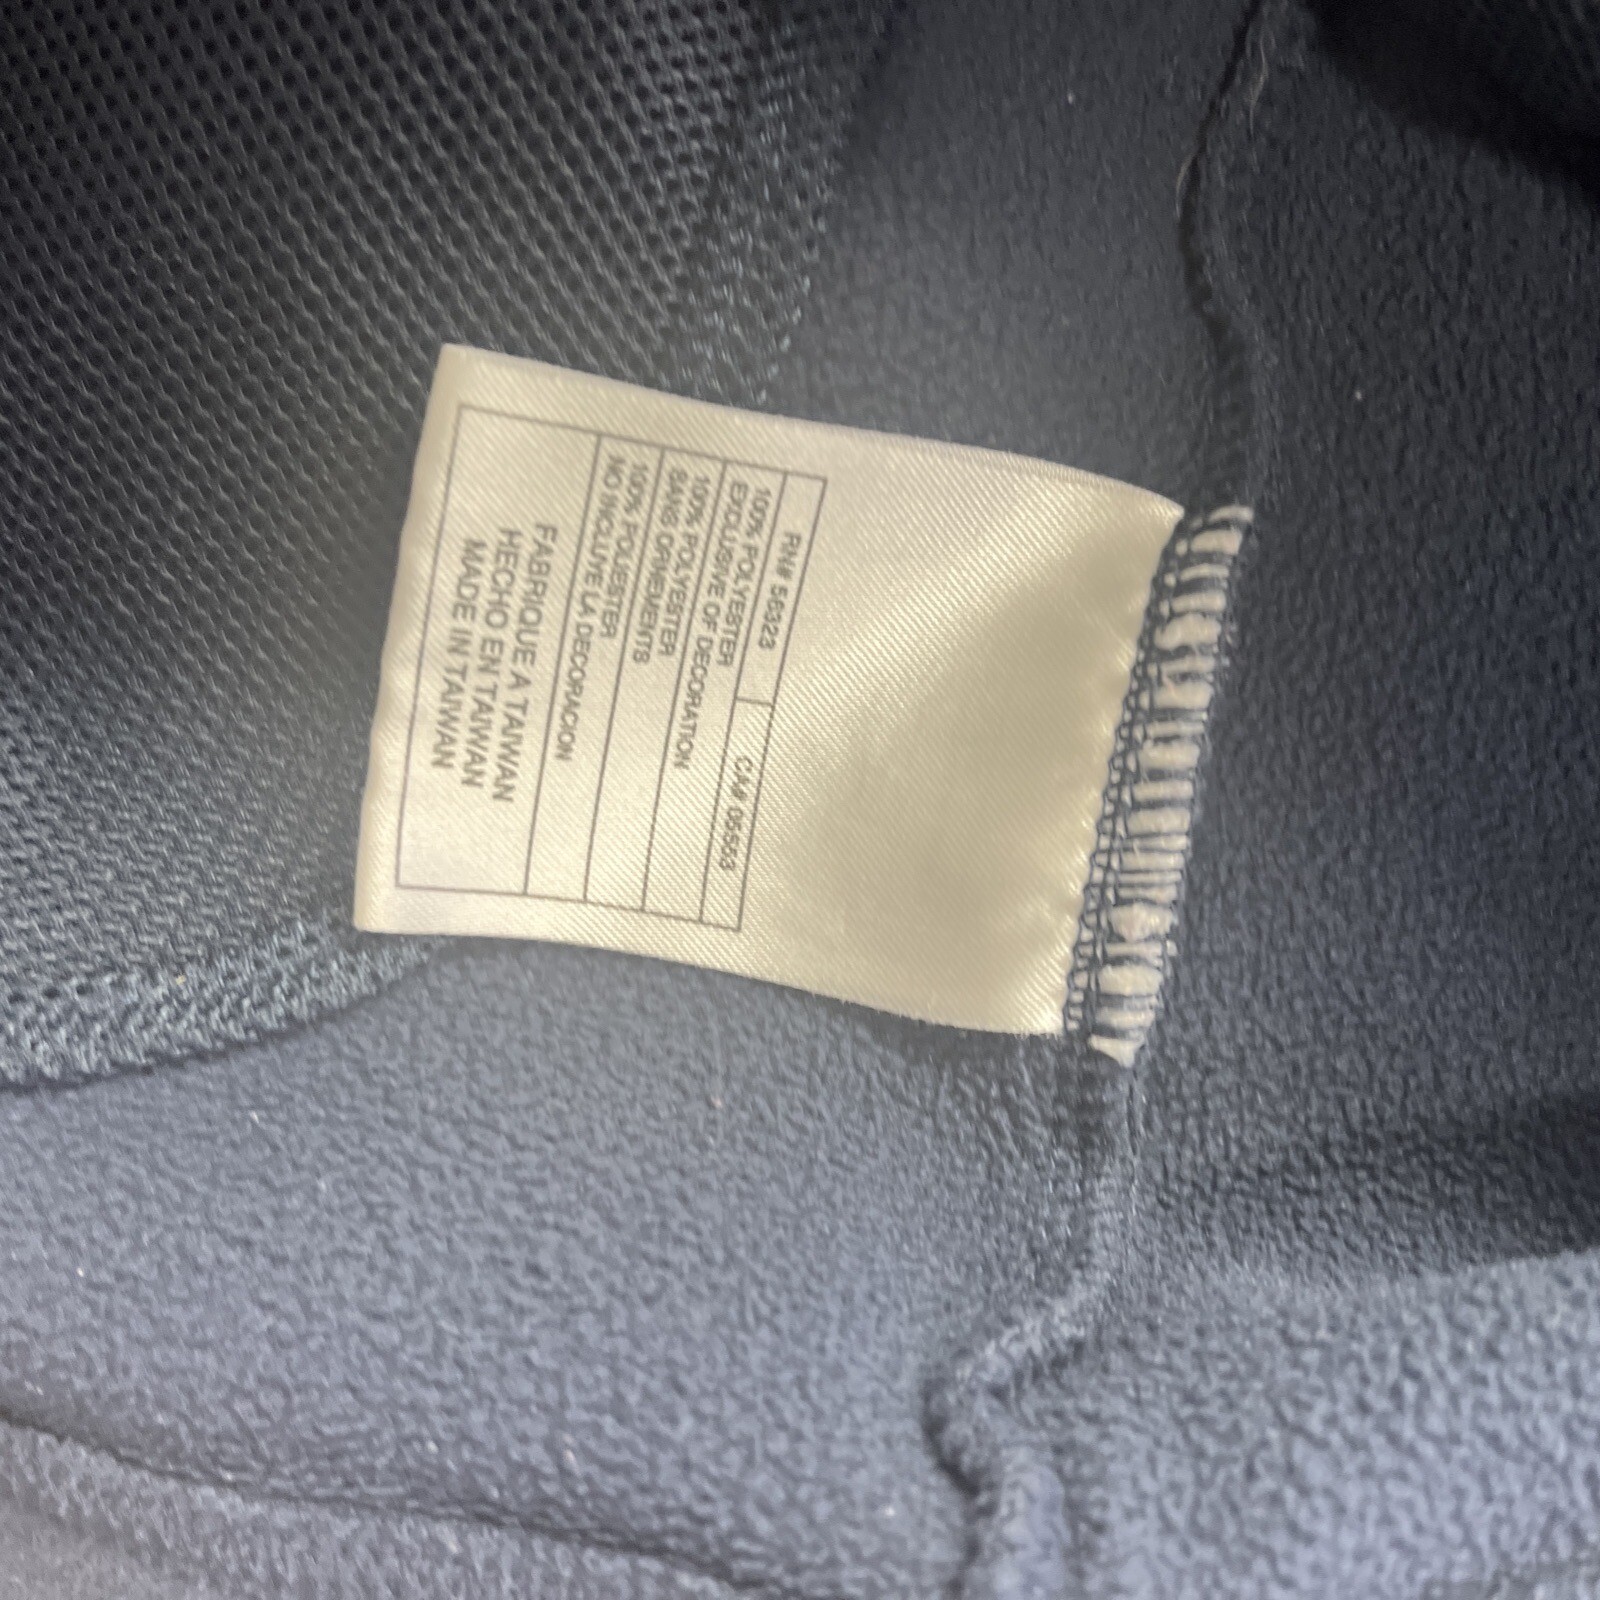 RN# 56323 CA# 05553
100% POLYESTER
EXCLUSIVE OF DECORATION
100% POLYESTER
SANS ORNEMENTS
100% POLIESTER
NO INCLUYE LA DECORACION
FABRIQUE A TAIWAN
HECHO EN TAIWAN
MADE IN TAIWAN